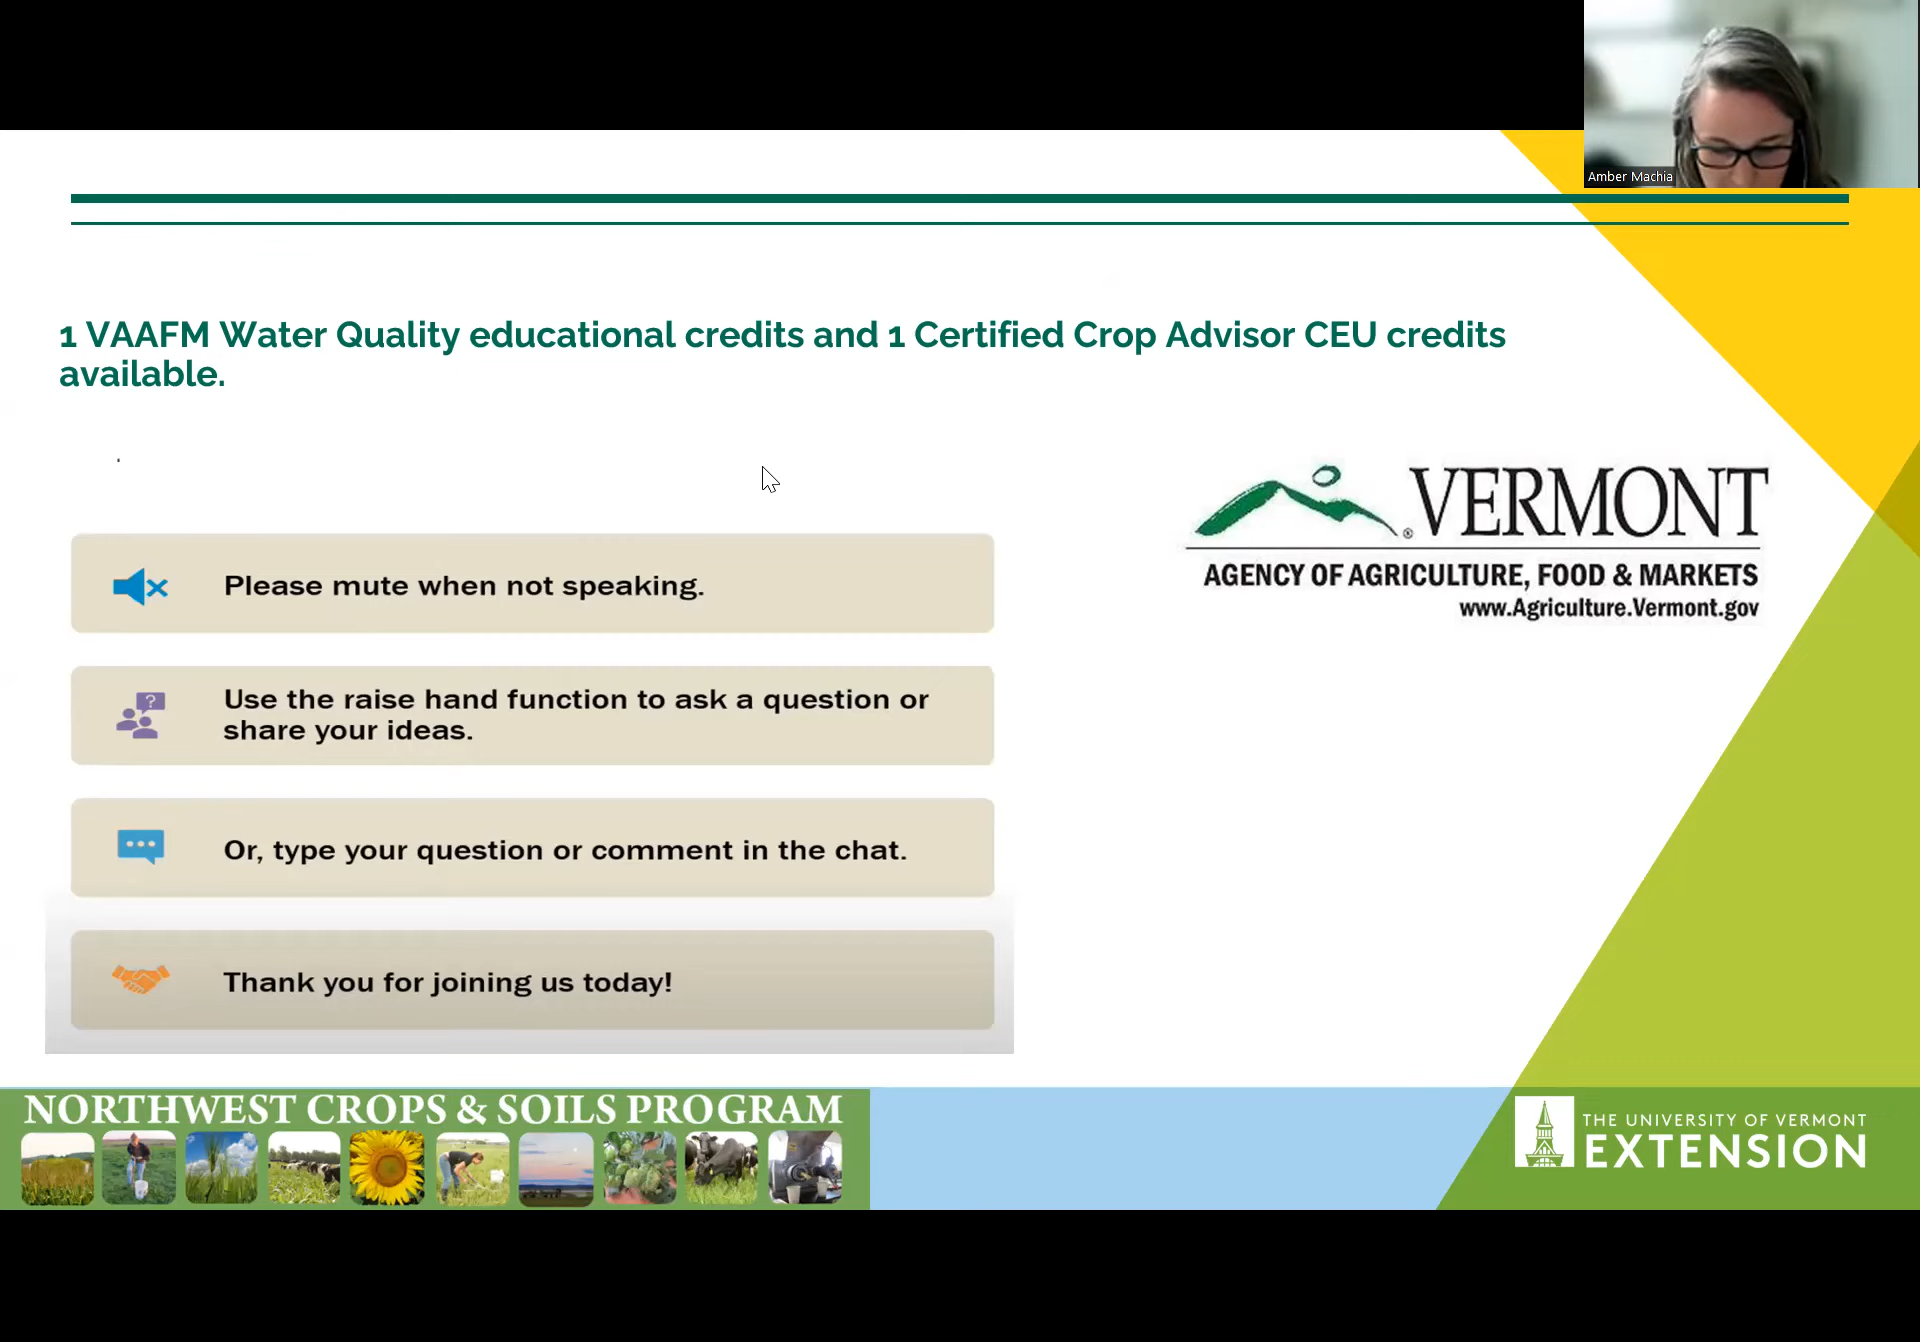 Amber Machia
1 VAAFM Water Quality educational credits and 1 Certified Crop Advisor CEU credits
available.
.
Please mute when not speaking.
Use the raise hand function to ask a question or
share your ideas.
Or, type your question or comment in the chat.
Thank you for joining us today!
® VERMONT
AGENCY OF AGRICULTURE, FOOD & MARKETS
www.Agriculture.Vermont.gov
NORTHWEST CROPS & SOILS PROGRAM
THE UNIVERSITY OF VERMONT
EXTENSION